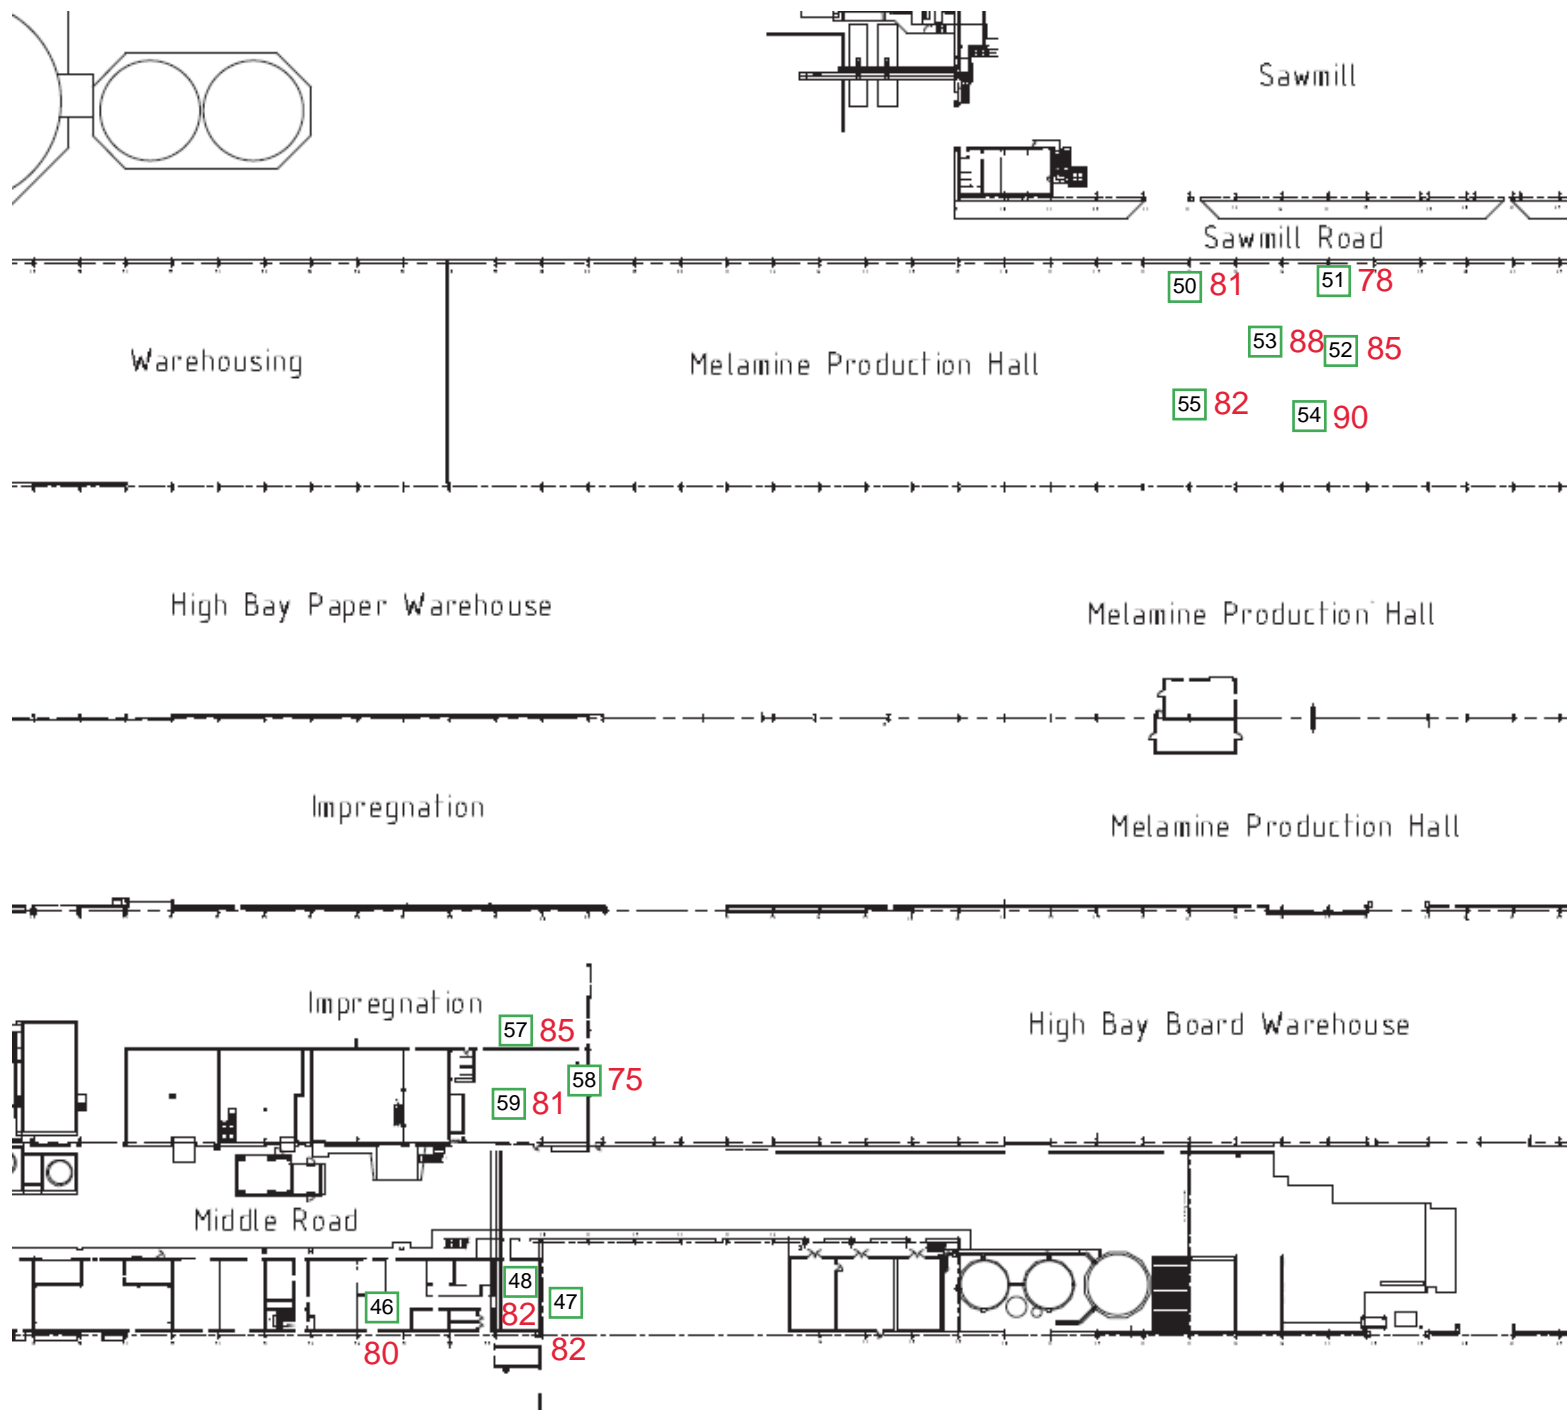 Sawmill
Sawmill Road
50 81
51 78
53 88
52 85
Warehousing
Melamine Production Hall
55 82
54 90
High Bay Paper Warehouse
Melamine Production Hall
Impregnation
Melamine Production Hall
Impregnation
57 85
High Bay Board Warehouse
58 75
59 81
Middle Road
48
82
47
82
46
80